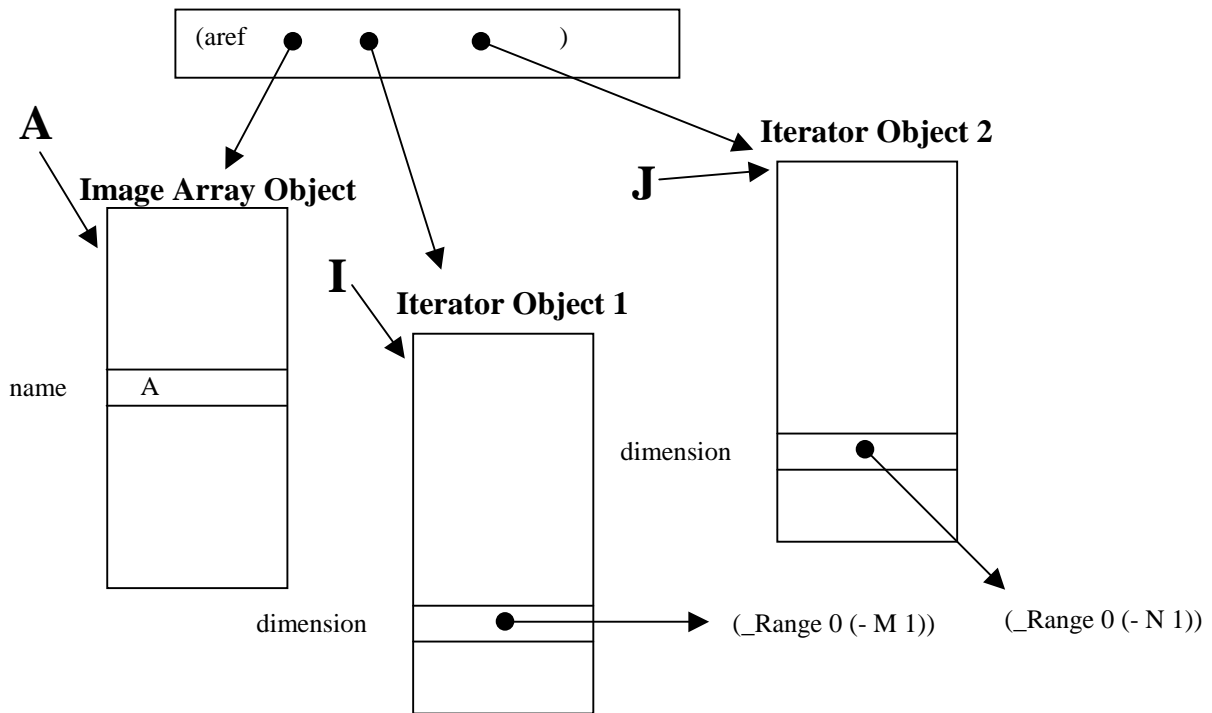 (aref )
A
Iterator Object 2
J
Image Array Object
I
Iterator Object 1
name
A
dimension
dimension
(_Range 0 (- M 1))
(_Range 0 (- N 1))